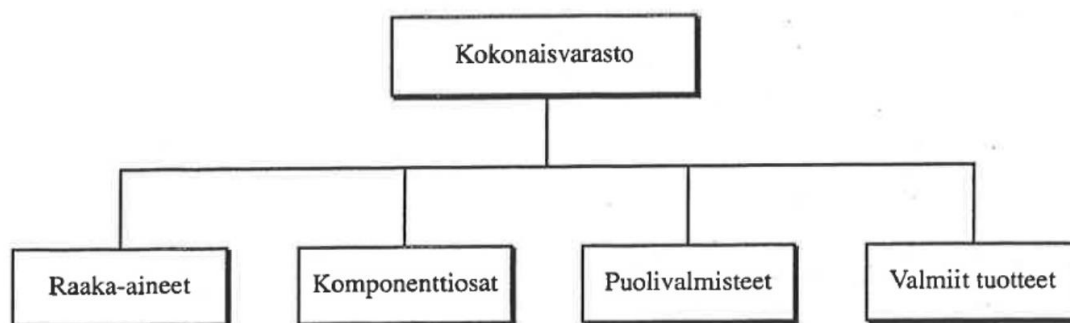 Kokonaisvarasto
Raaka-aineet
Komponenttiosat
Puolivalmisteet
Valmiit tuotteet